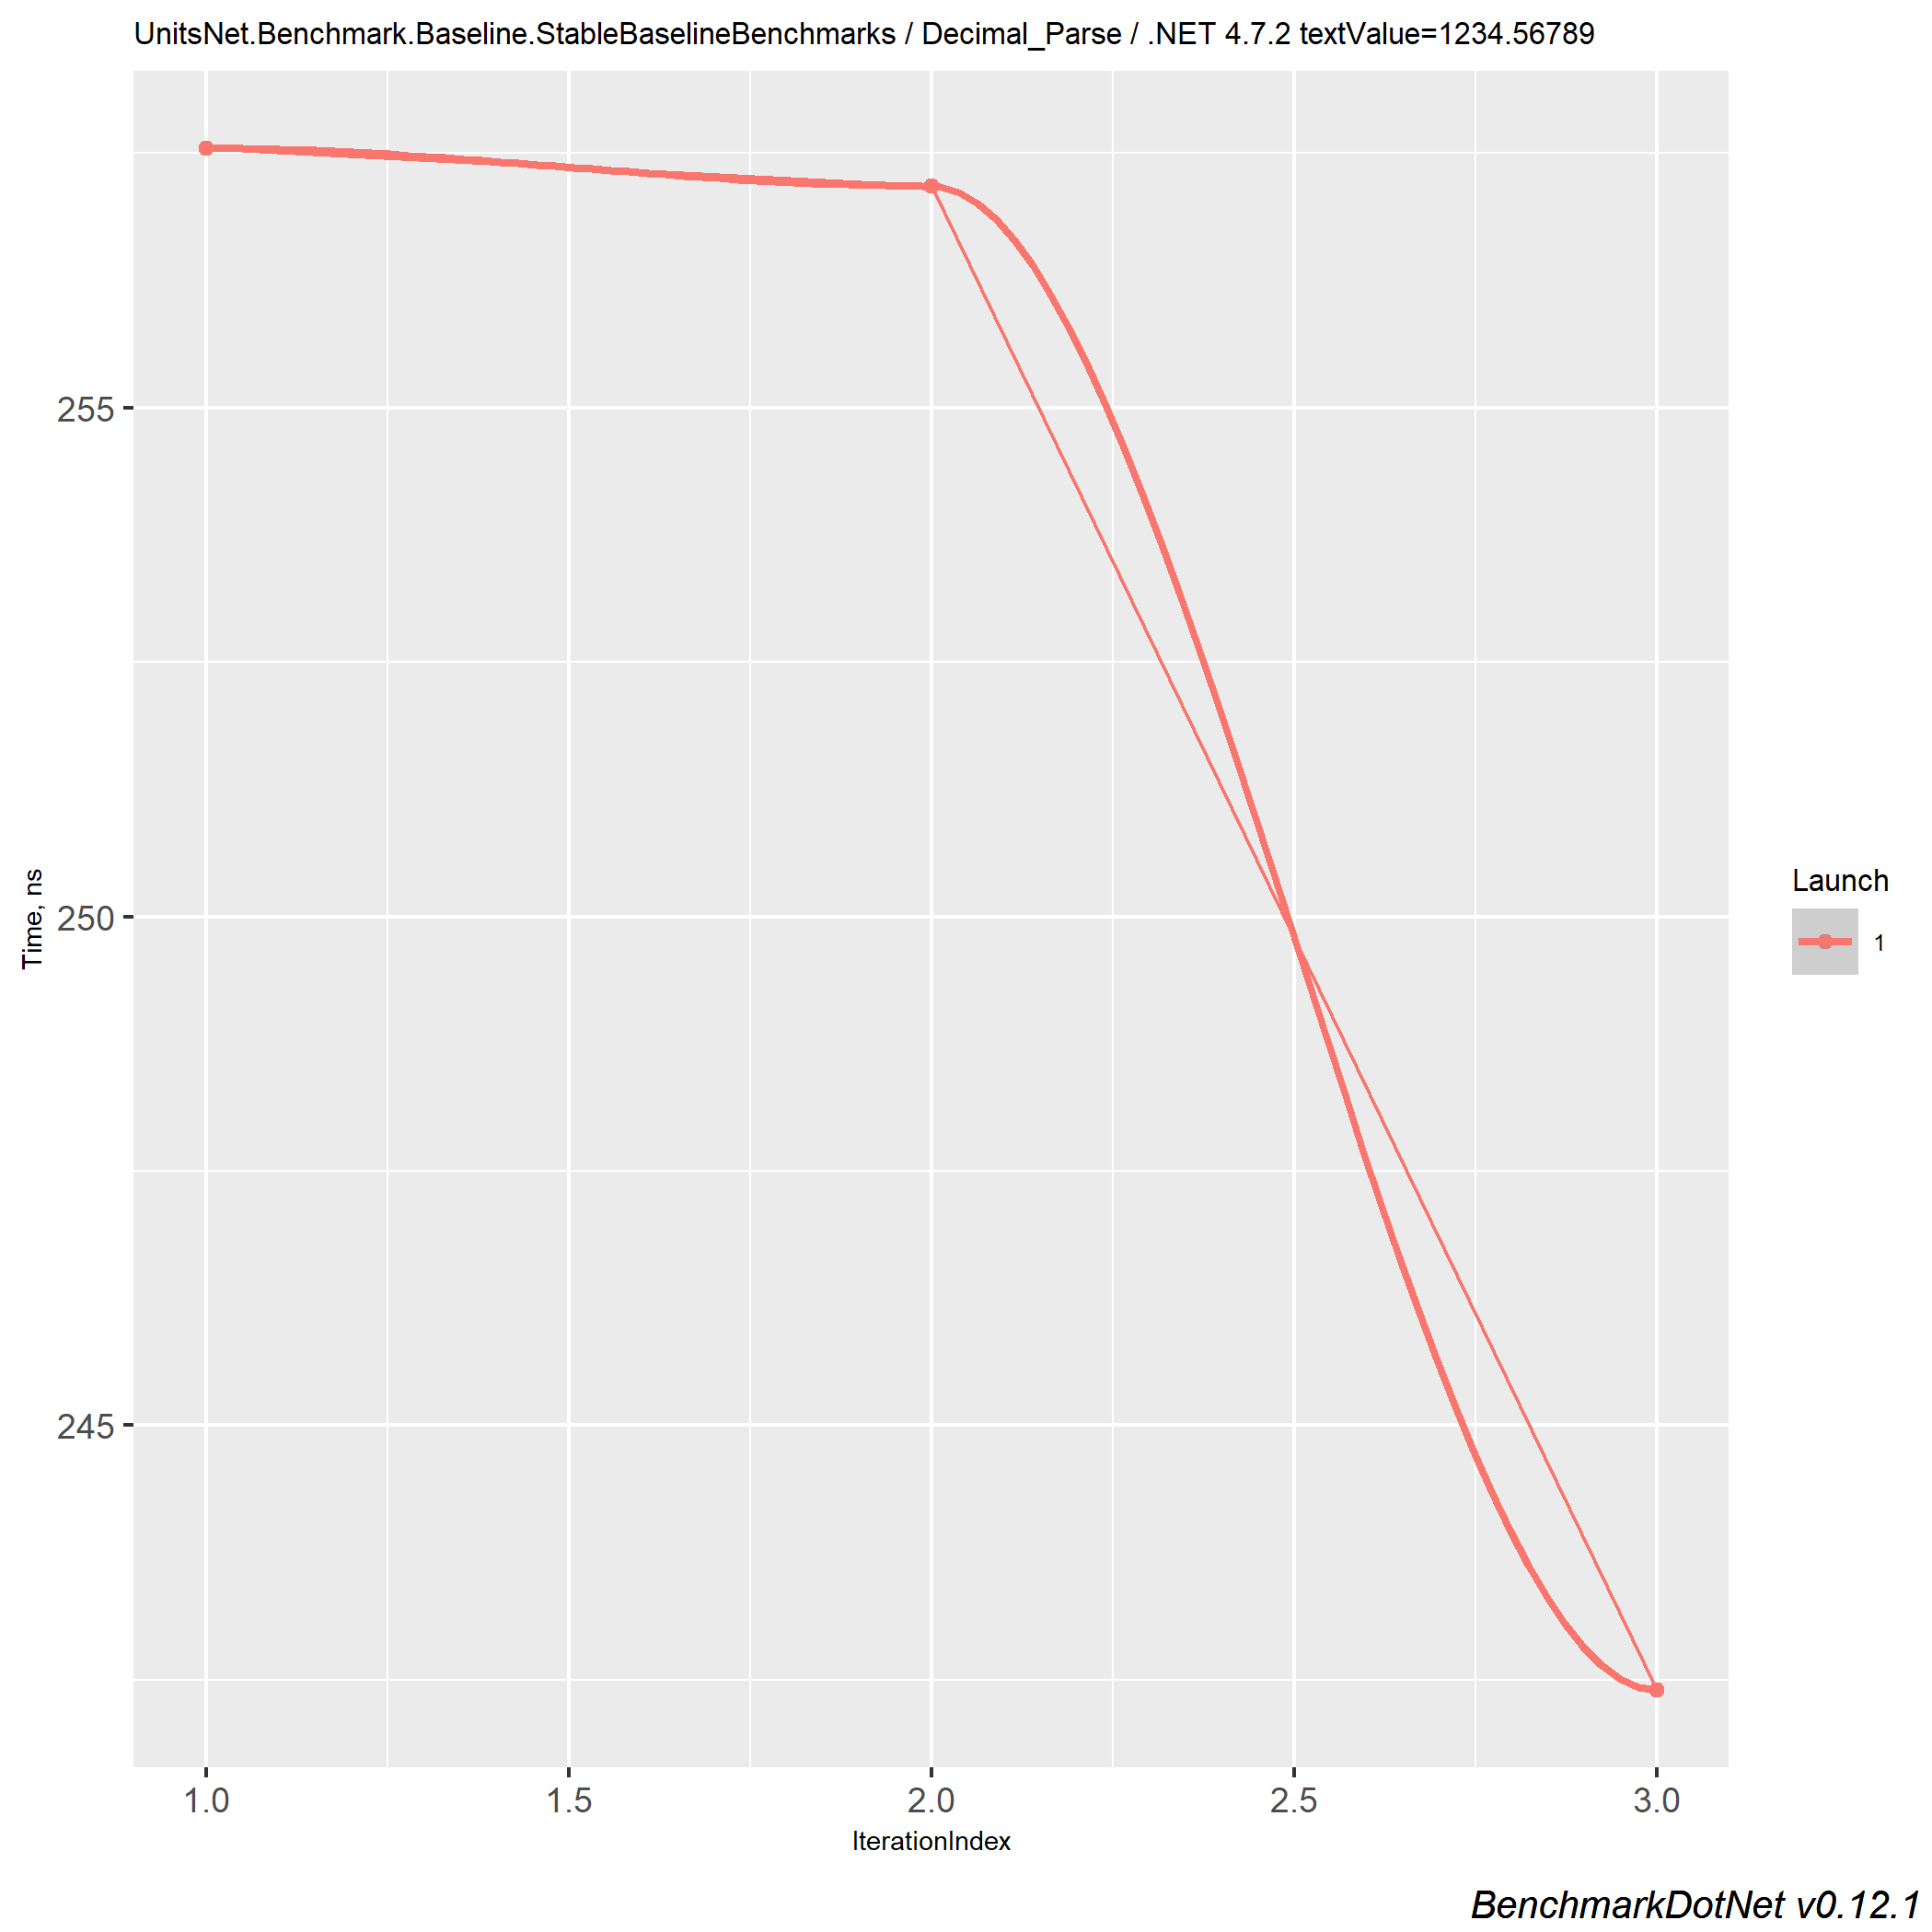 UnitsNet.Benchmark.Baseline.StableBaselineBenchmarks / Decimal_Parse / .NET 4.7.2 textValue=1234.56789
255
250
245
Time, ns
1.0 1.5 2.0 2.5 3.0
IterationIndex
Launch
1
BenchmarkDotNet v0.12.1